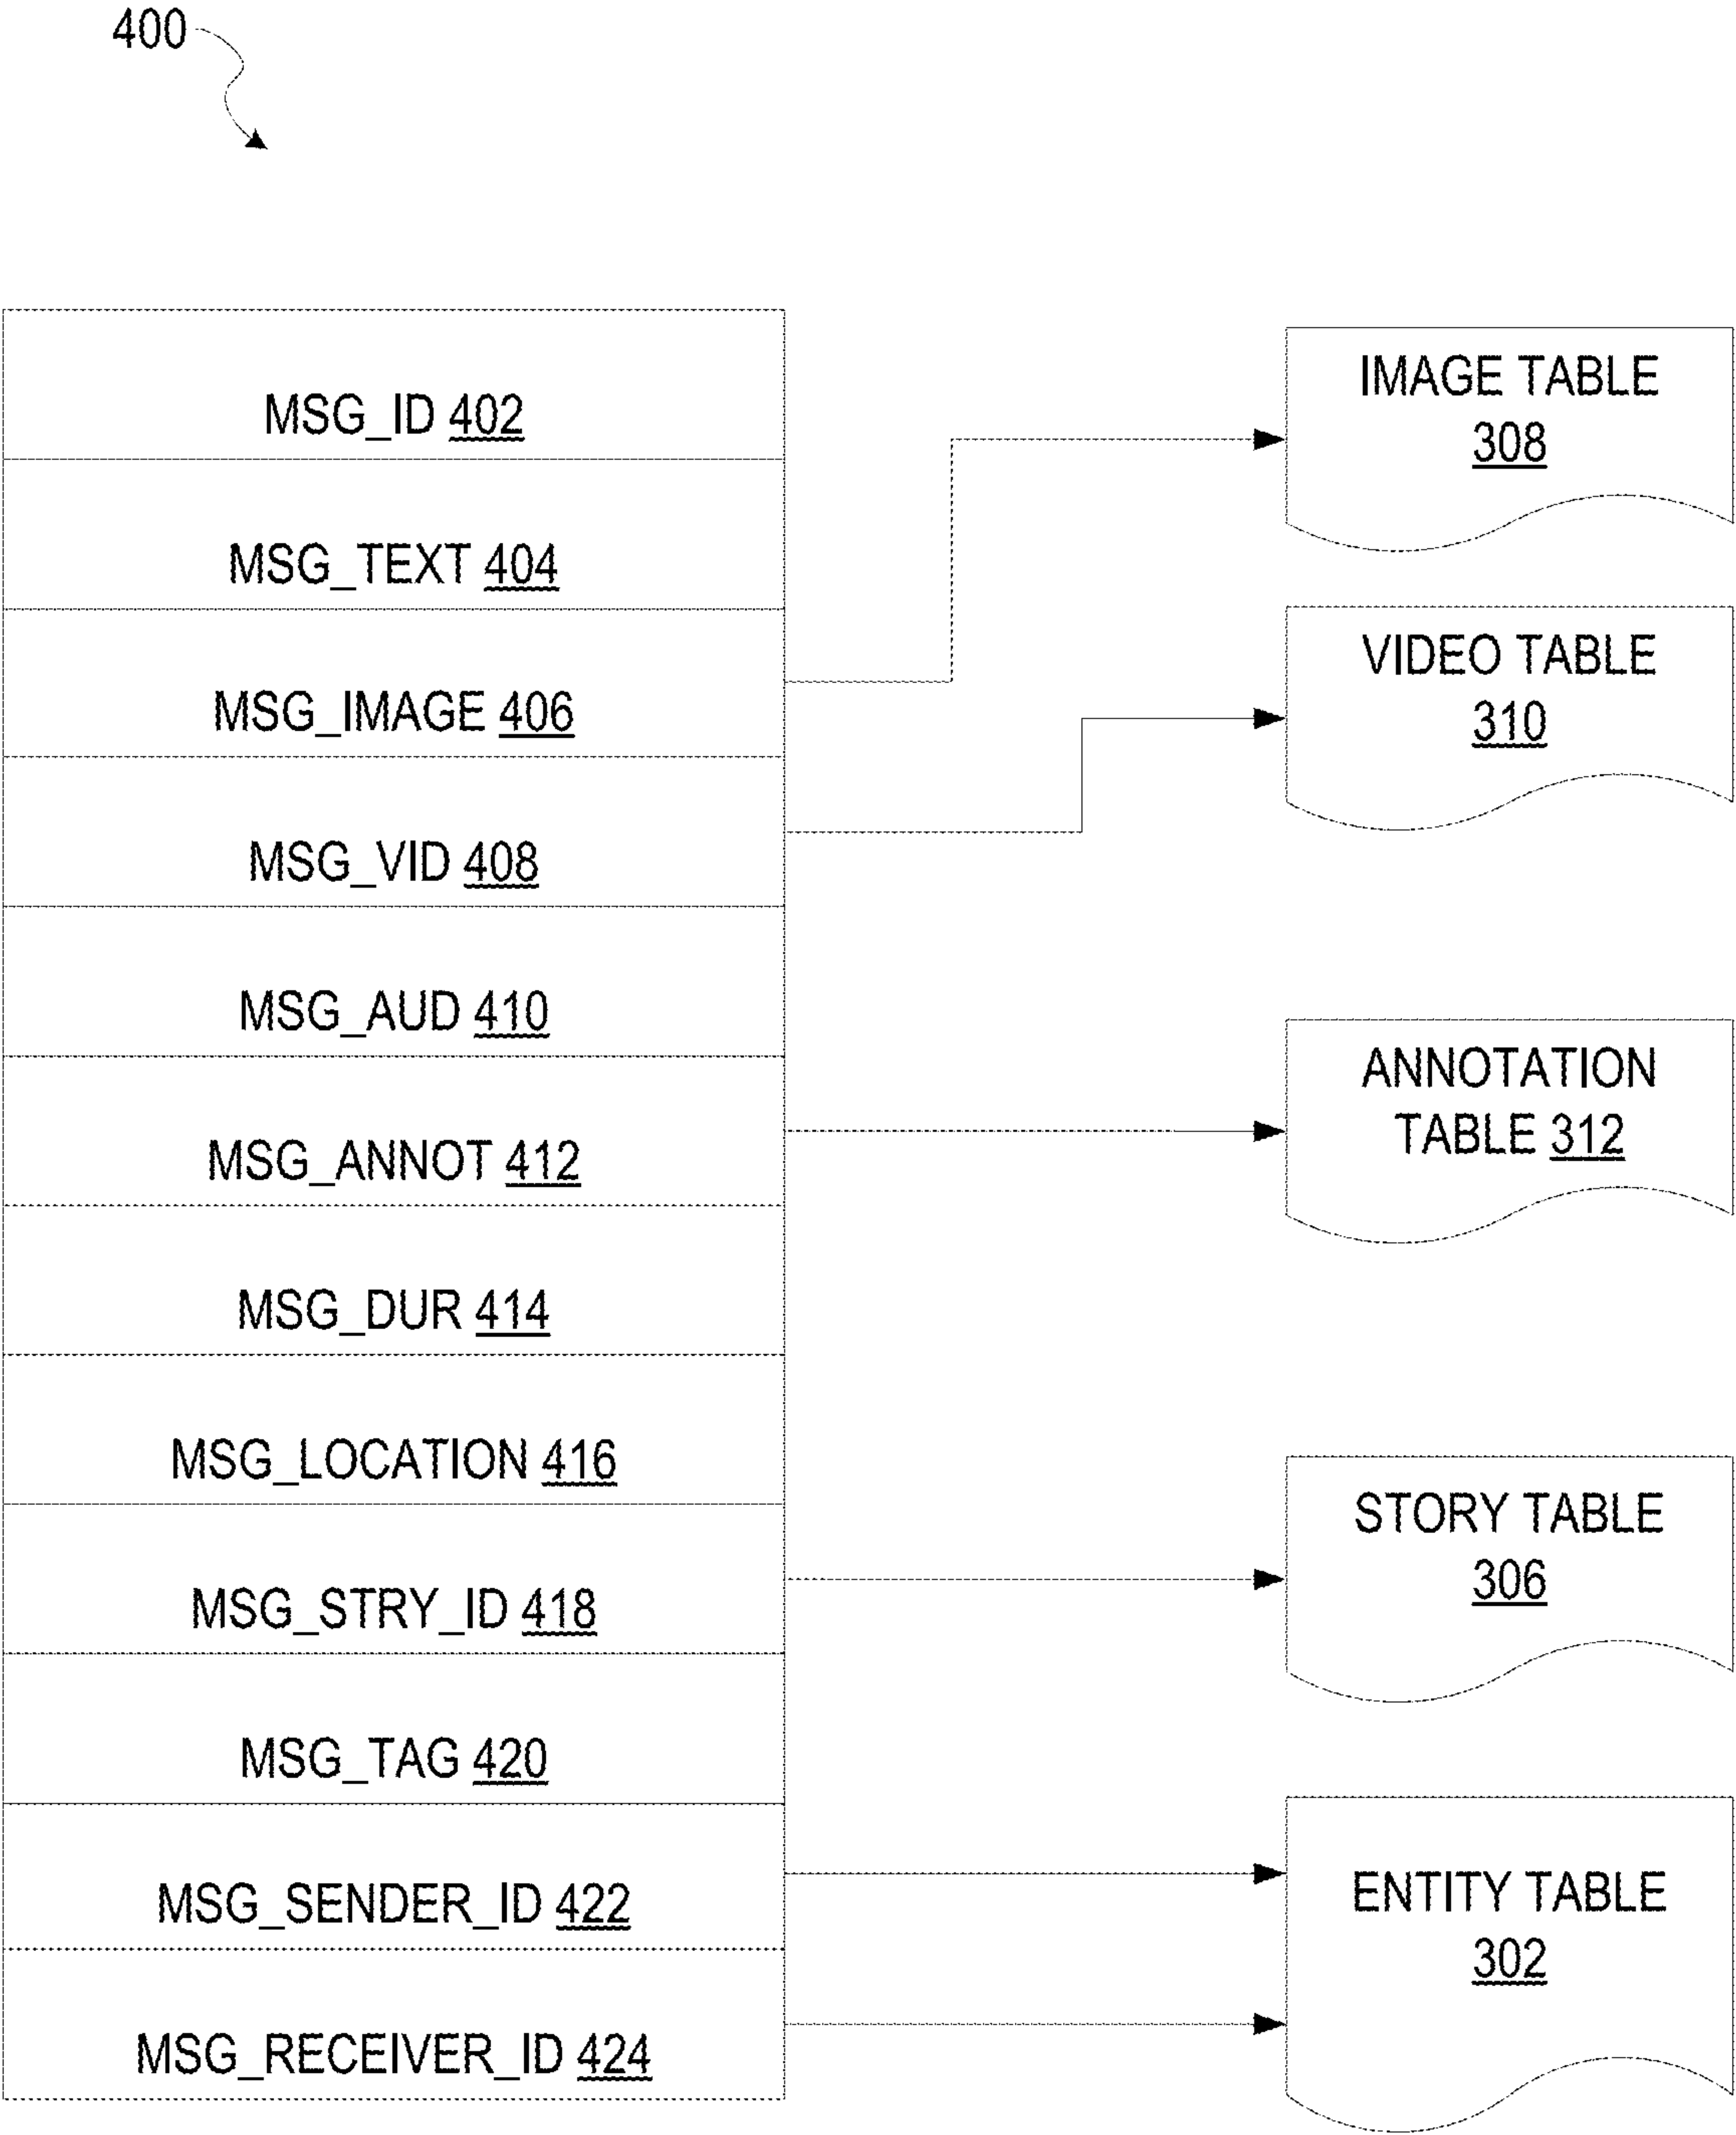 400
MSG_ID 402
MSG_TEXT 404
MSG_IMAGE 406
MSG_VID 408
MSG_AUD 410
MSG_ANNOT 412
MSG_DUR 414
MSG_LOCATION 416
MSG_STRY_ID 418
MSG_TAG 420
MSG_SENDER_ID 422
MSG_RECEIVER_ID 424
IMAGE TABLE
308
VIDEO TABLE
310
ANNOTATION
TABLE 312
STORY TABLE
306
ENTITY TABLE
302